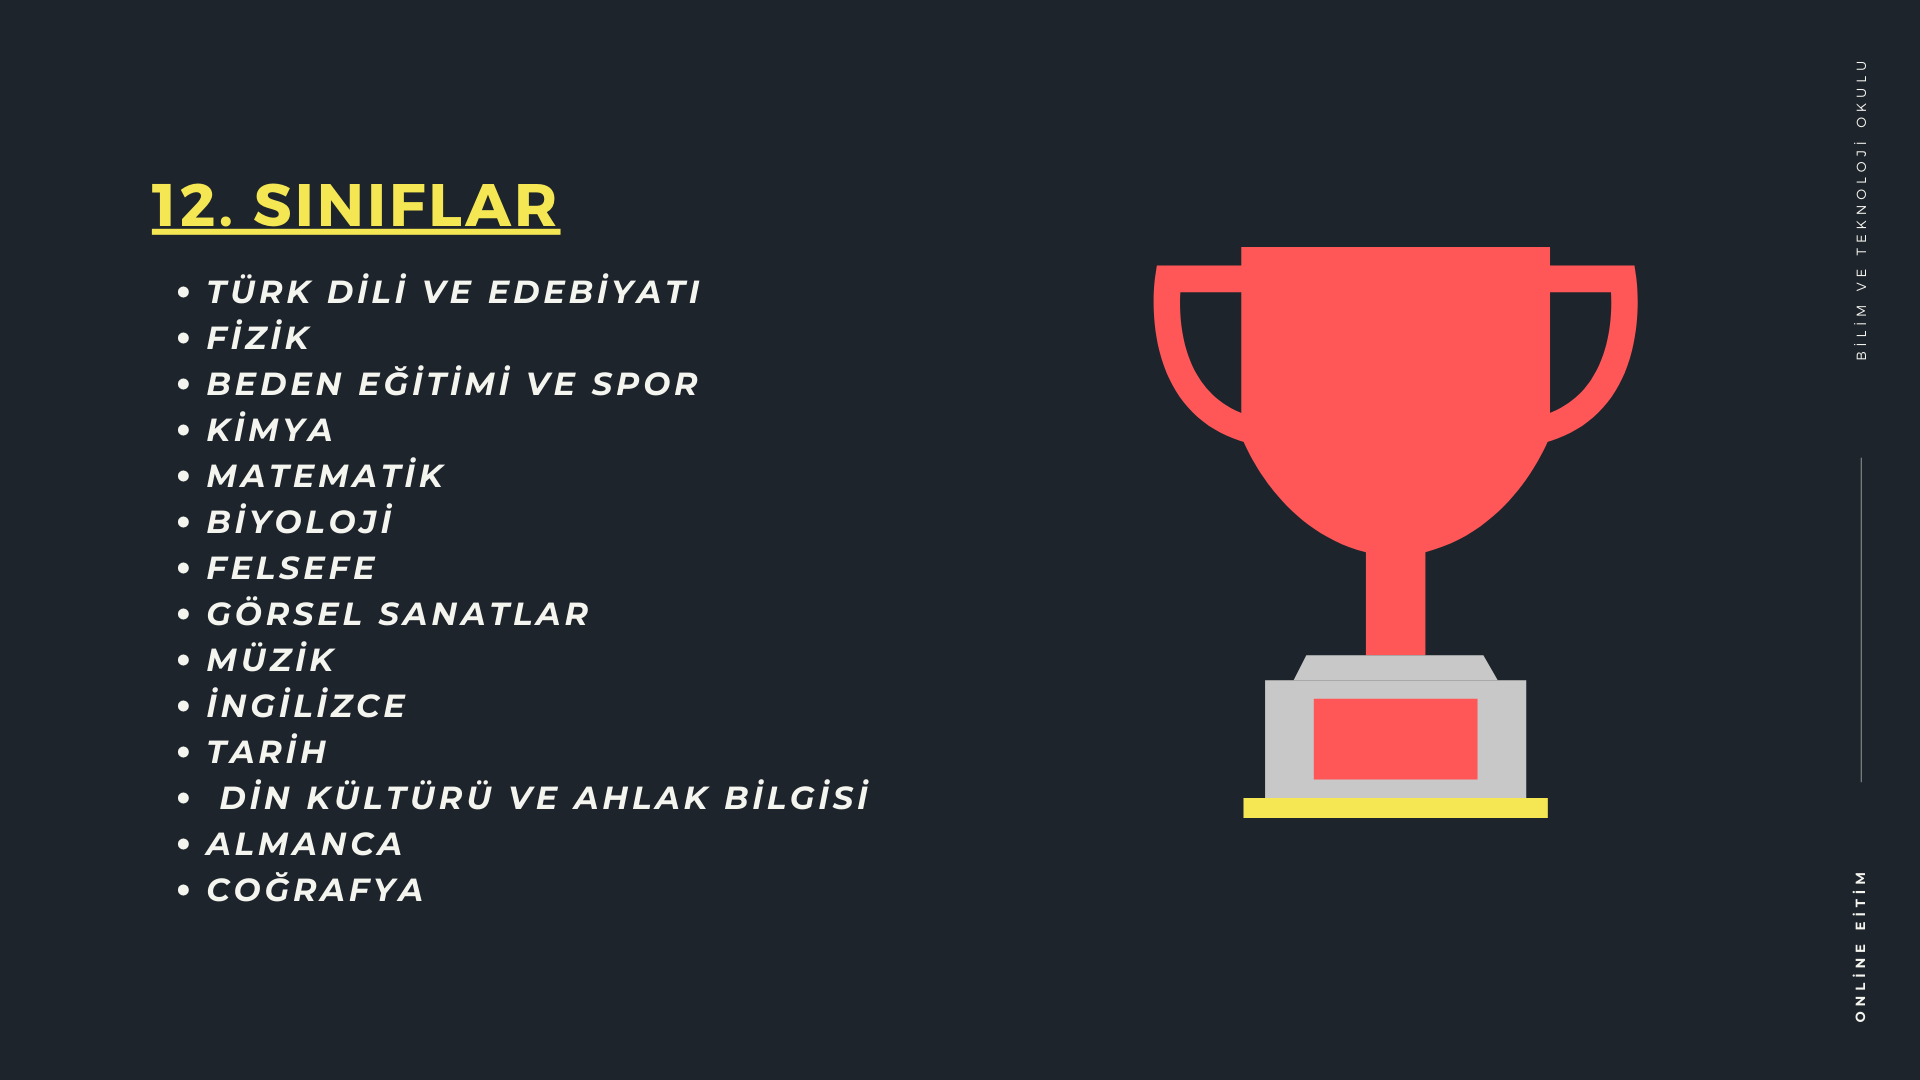 12. SINIFLAR
TÜRK DİLİ VE EDEBİYATI
FİZİK
BEDEN EĞİTİMİ VE SPOR
KİMYA
MATEMATİK
BİYOLOJİ
FELSEFE
GÖRSEL SANATLAR
MÜZİK
İNGİLİZCE
TARİH
DİN KÜLTÜRÜ VE AHLAK BİLGİSİ
ALMANCA
COĞRAFYA
BİLİM VE TEKNOLOJİ OKULU
ONLİNE EİTİM